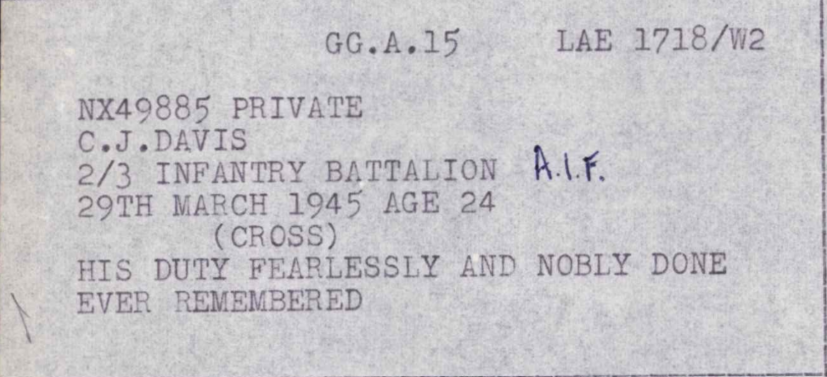 GG.A.15 LAE 1718/W2
NX49885 PRIVATE
C.J.DAVIS
2/3 INFANTRY BATTALION A.I.F.
29TH MARCH 1945 AGE 24
(CROSS)
HIS DUTY FEARLESSLY AND NOBLY DONE
EVER REMEMBERED